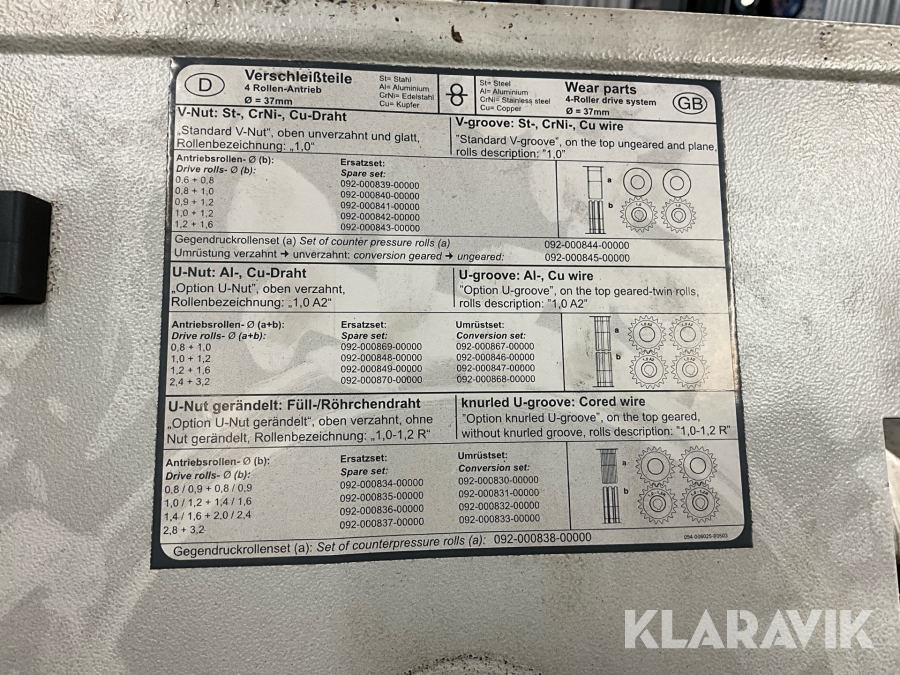 D
Verschleißteile
4 Rollen-Antrieb
Ø = 37mm
St= Stahl
Al= Aluminium
CrNi= Edelstahl
Cu= Kupfer
St= Steel
Al= Aluminium
CrNi= Stainless steel
Cu= Copper
Wear parts
4-Roller drive system
Ø = 37mm
GB
V-Nut: St-, CrNi-, Cu-Draht
„Standard V-Nut", oben unverzahnt und glatt,
Rollenbezeichnung: „1,0"
V-groove: St-, CrNi-, Cu wire
"Standard V-groove", on the top ungeared and plane,
rolls description: "1,0"
Antriebsrollen- Ø (b): Ersatzset:
Drive rolls- Ø (b): Spare set:
0,6 + 0,8 092-000839-00000
0,8 + 1,0 092-000840-00000
0,9 + 1,2 092-000841-00000
1,0 + 1,2 092-000842-00000
1,2 + 1,6 092-000843-00000
a
b
Gegendruckrollenset (a) Set of counter pressure rolls (a) 092-000844-00000
Umrüstung verzahnt → unverzahnt: conversion geared → ungeared: 092-000845-00000
U-Nut: Al-, Cu-Draht
„Option U-Nut", oben verzahnt,
Rollenbezeichnung: „1,0 A2"
U-groove: Al-, Cu wire
"Option U-groove", on the top geared-twin rolls,
rolls description: "1,0 A2"
Antriebsrollen- Ø (a+b): Ersatzset: Umrüstset:
Drive rolls- Ø (a+b): Spare set: Conversion set:
0,8 + 1,0 092-000869-00000 092-000867-00000
1,0 + 1,2 092-000848-00000 092-000846-00000
1,2 + 1,6 092-000849-00000 092-000847-00000
2,4 + 3,2 092-000870-00000 092-000868-00000
a
b
U-Nut gerändelt: Füll-/Röhrchendraht
„Option U-Nut gerändelt", oben verzahnt, ohne
Nut gerändelt, Rollenbezeichnung: „1,0-1,2 R"
knurled U-groove: Cored wire
"Option knurled U-groove", on the top geared,
without knurled groove, rolls description: "1,0-1,2 R"
Antriebsrollen- Ø (b): Ersatzset: Umrüstset:
Drive rolls- Ø (b): Spare set: Conversion set:
0,8 / 0,9 + 0,8 / 0,9 092-000834-00000 092-000830-00000
1,0 / 1,2 + 1,4 / 1,6 092-000835-00000 092-000831-00000
1,4 / 1,6 + 2,0 / 2,4 092-000836-00000 092-000832-00000
2,8 + 3,2 092-000837-00000 092-000833-00000
a
b
Gegendruckrollenset (a): Set of counterpressure rolls (a): 092-000838-00000
KLARAVIK